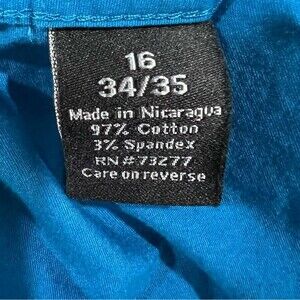 16
34/35
Made in Nicaragua
97% Cotton
3% Spandex
RN#73277
Care on reverse